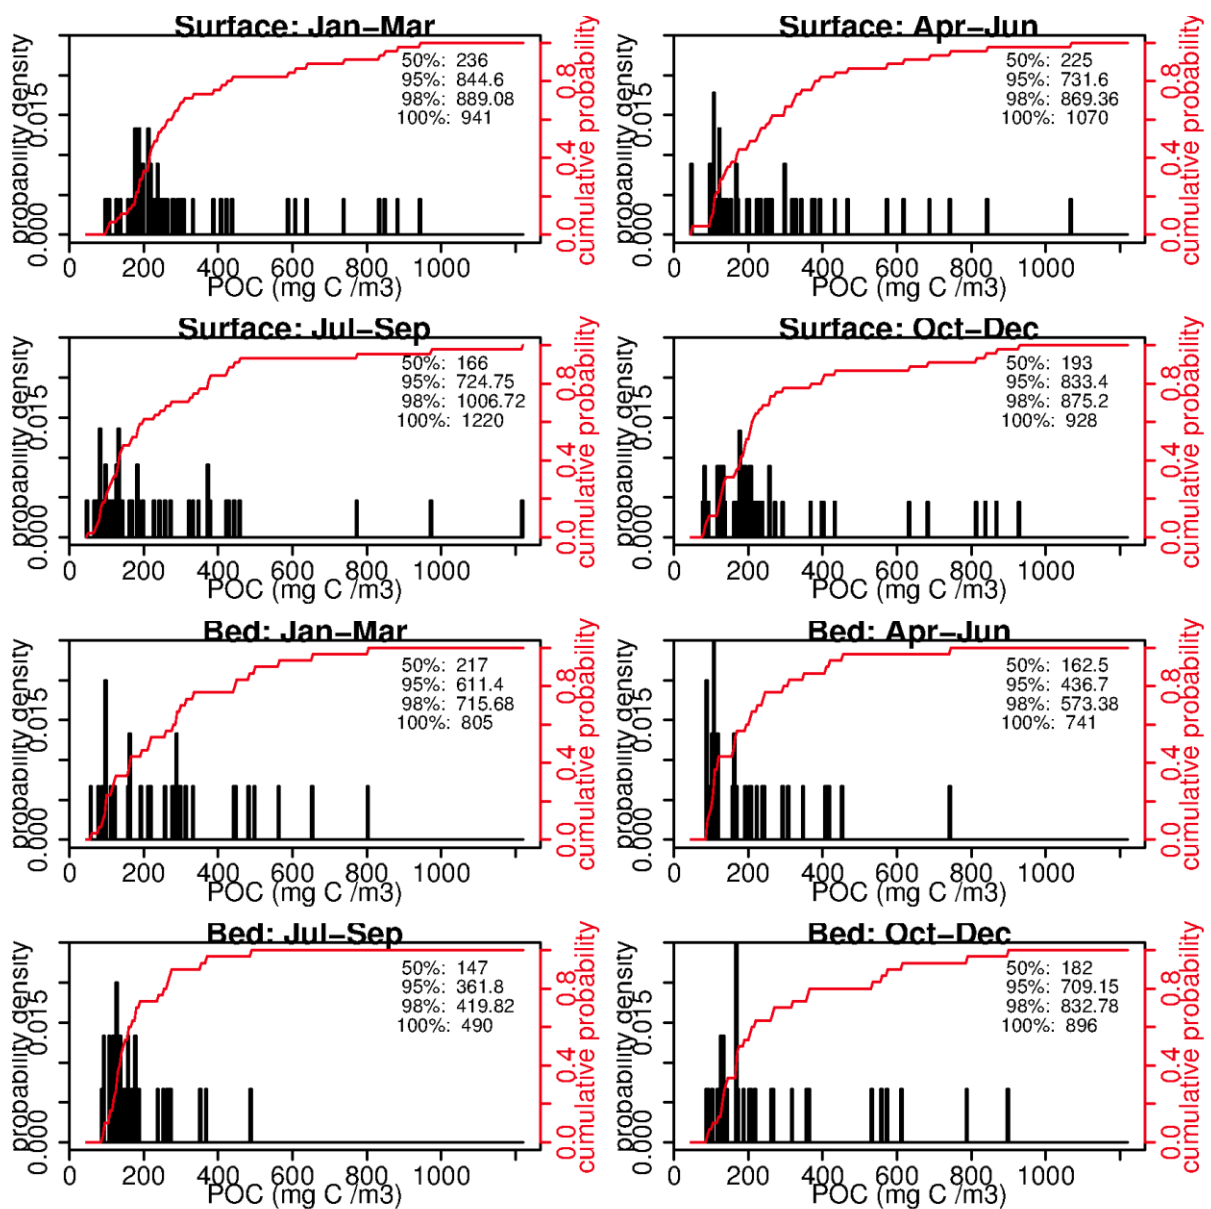 Surface: Jan−Mar
50%: 236
95%: 844.6
98%: 889.08
100%: 941
probability density
0.000 0.015
cumulative probability
0.0 0.4 0.8
0 200 400 600 800 1000
POC (mg C /m3)
Surface: Apr−Jun
50%: 225
95%: 731.6
98%: 869.36
100%: 1070
probability density
0.000 0.015
cumulative probability
0.0 0.4 0.8
0 200 400 600 800 1000
POC (mg C /m3)
Surface: Jul−Sep
50%: 166
95%: 724.75
98%: 1006.72
100%: 1220
probability density
0.000 0.015
cumulative probability
0.0 0.4 0.8
0 200 400 600 800 1000
POC (mg C /m3)
Surface: Oct−Dec
50%: 193
95%: 833.4
98%: 875.2
100%: 928
probability density
0.000 0.015
cumulative probability
0.0 0.4 0.8
0 200 400 600 800 1000
POC (mg C /m3)
Bed: Jan−Mar
50%: 217
95%: 611.4
98%: 715.68
100%: 805
probability density
0.000 0.015
cumulative probability
0.0 0.4 0.8
0 200 400 600 800 1000
POC (mg C /m3)
Bed: Apr−Jun
50%: 162.5
95%: 436.7
98%: 573.38
100%: 741
probability density
0.000 0.015
cumulative probability
0.0 0.4 0.8
0 200 400 600 800 1000
POC (mg C /m3)
Bed: Jul−Sep
50%: 147
95%: 361.8
98%: 419.82
100%: 490
probability density
0.000 0.015
cumulative probability
0.0 0.4 0.8
0 200 400 600 800 1000
POC (mg C /m3)
Bed: Oct−Dec
50%: 182
95%: 709.15
98%: 832.78
100%: 896
probability density
0.000 0.015
cumulative probability
0.0 0.4 0.8
0 200 400 600 800 1000
POC (mg C /m3)